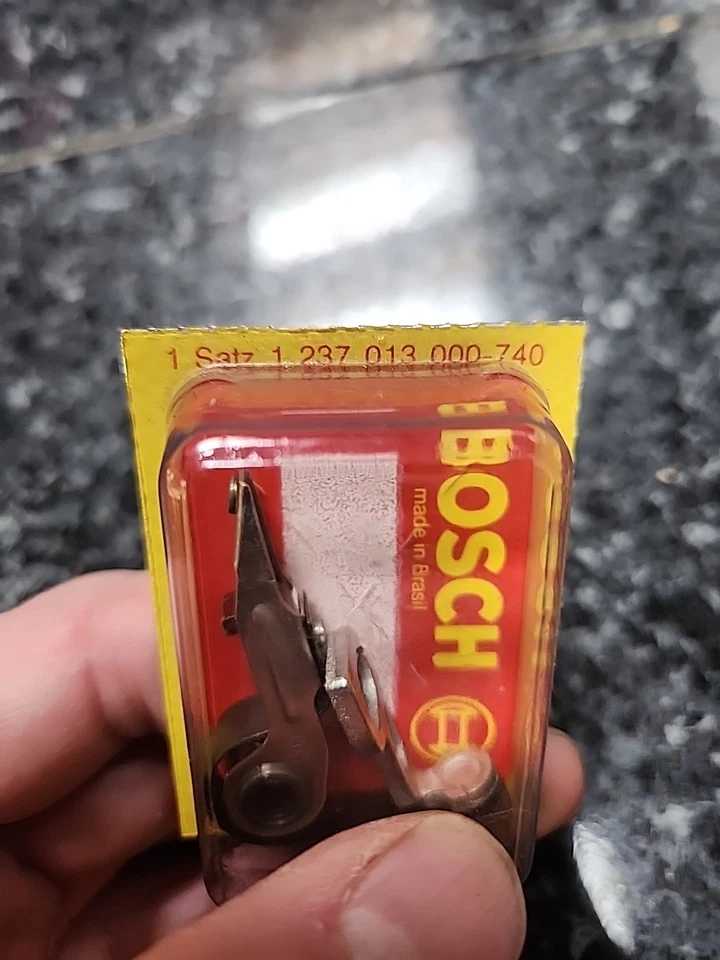 1 Satz 1 237 013 000-740
BOSCH
made in Brasil